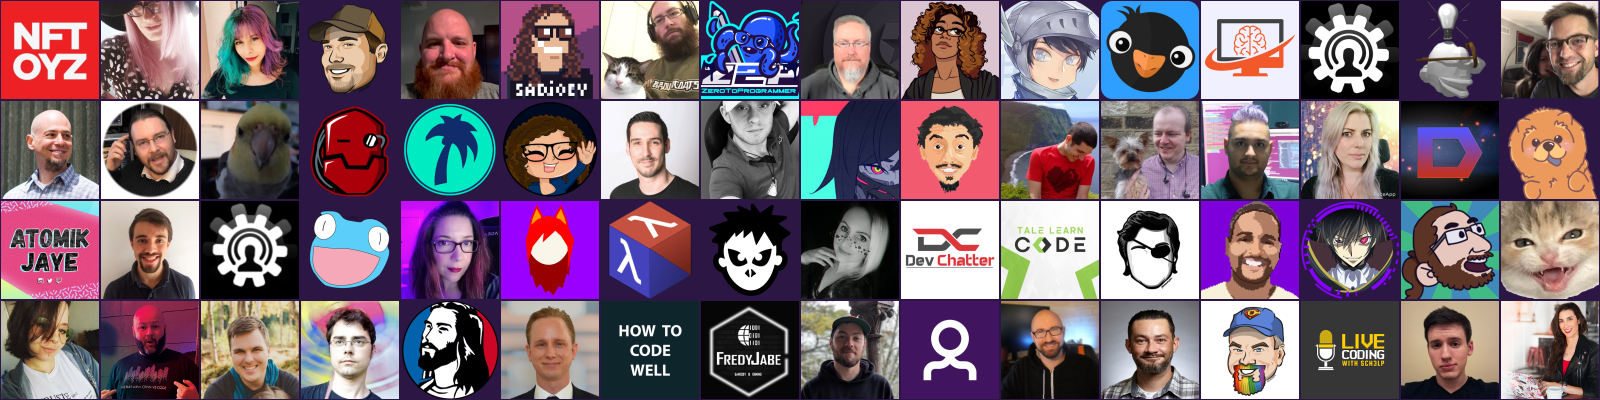 NFT
OYZ
SADJOEY
ZEROTOPROGRAMMER
D
ATOMIK
JAYE
DC
Dev Chatter
TALE LEARN
CODE
HOW TO
CODE
WELL
FREDYJABE
LIVE
CODING
WITH SCH3LP